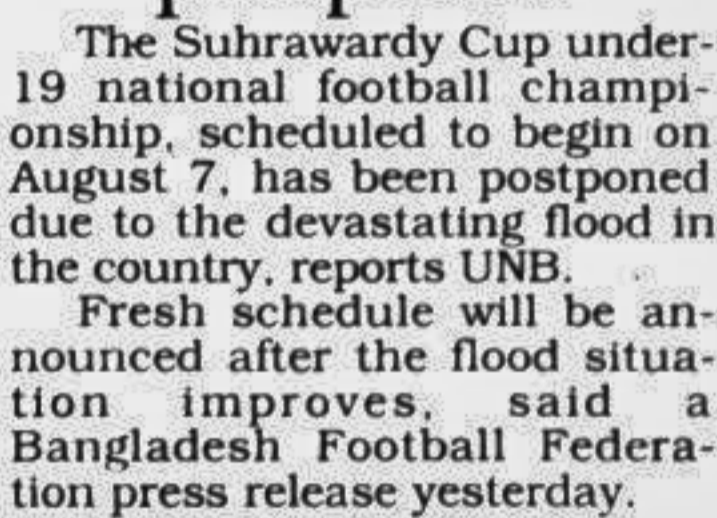 The Suhrawardy Cup under-
19 national football champi-
onship, scheduled to begin on
August 7, has been postponed
due to the devastating flood in
the country, reports UNB.
Fresh schedule will be an-
nounced after the flood situa-
tion improves, said a
Bangladesh Football Federa-
tion press release yesterday.